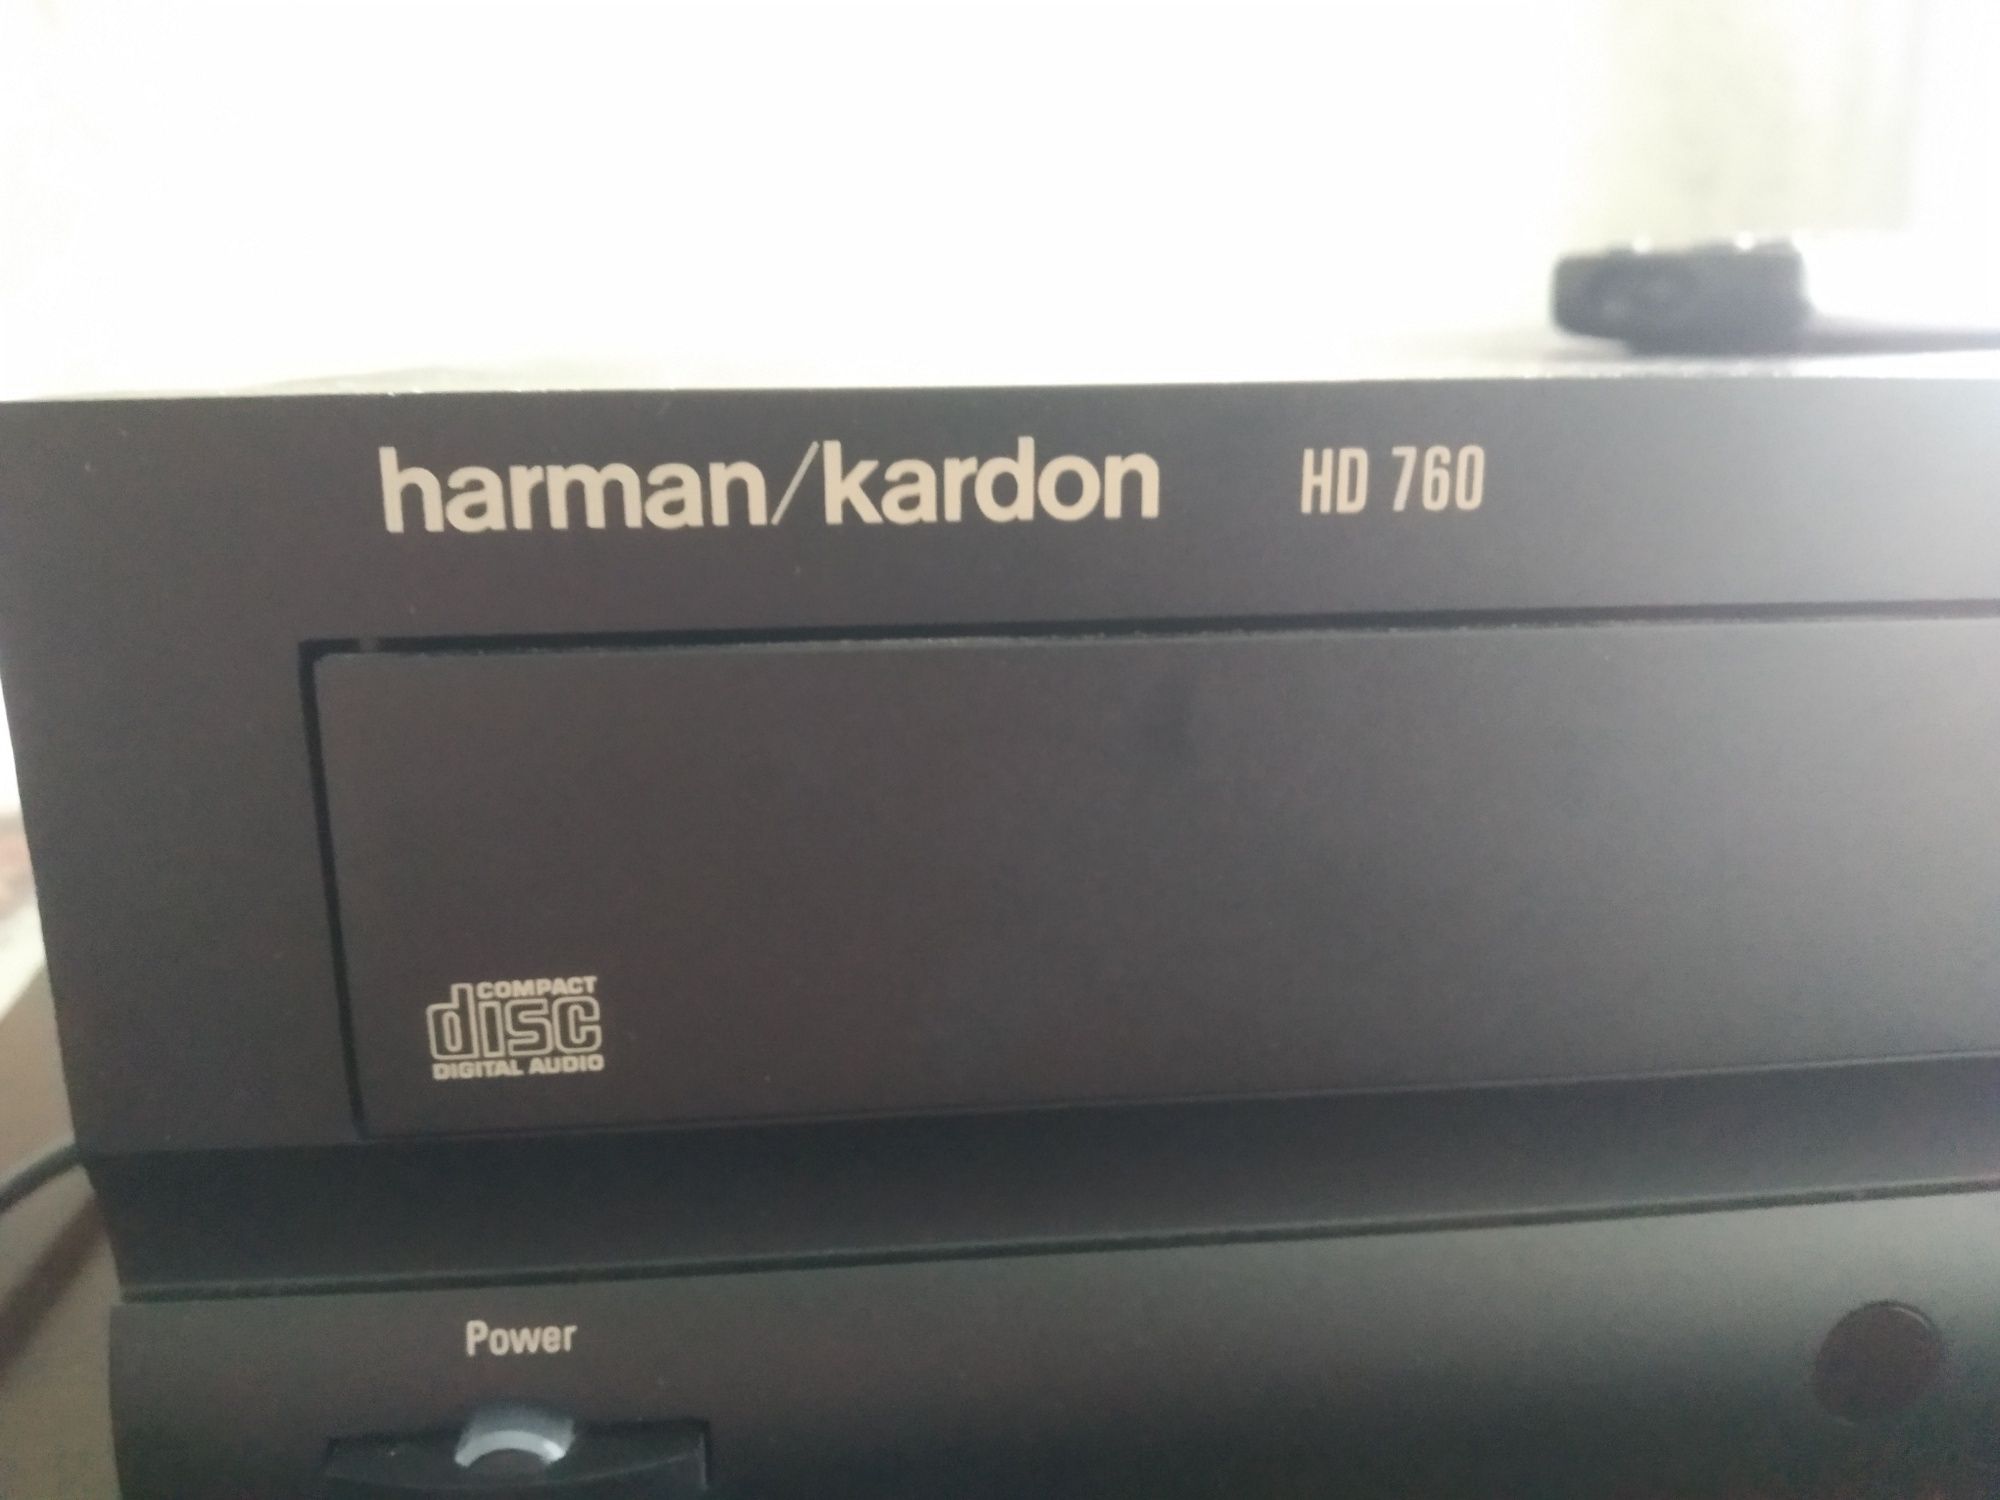 harman/kardon HD 760
COMPACT
disc
DIGITAL AUDIO
Power